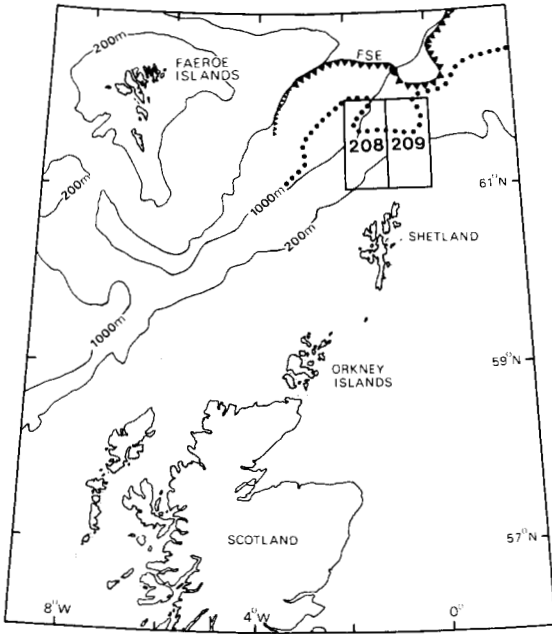 200m
FAEROE
ISLANDS
FSE
208 209
200m
1000m
61°N
200m
SHETLAND
1000m
59°N
ORKNEY
ISLANDS
SCOTLAND
57°N
8°W
4°W
0°